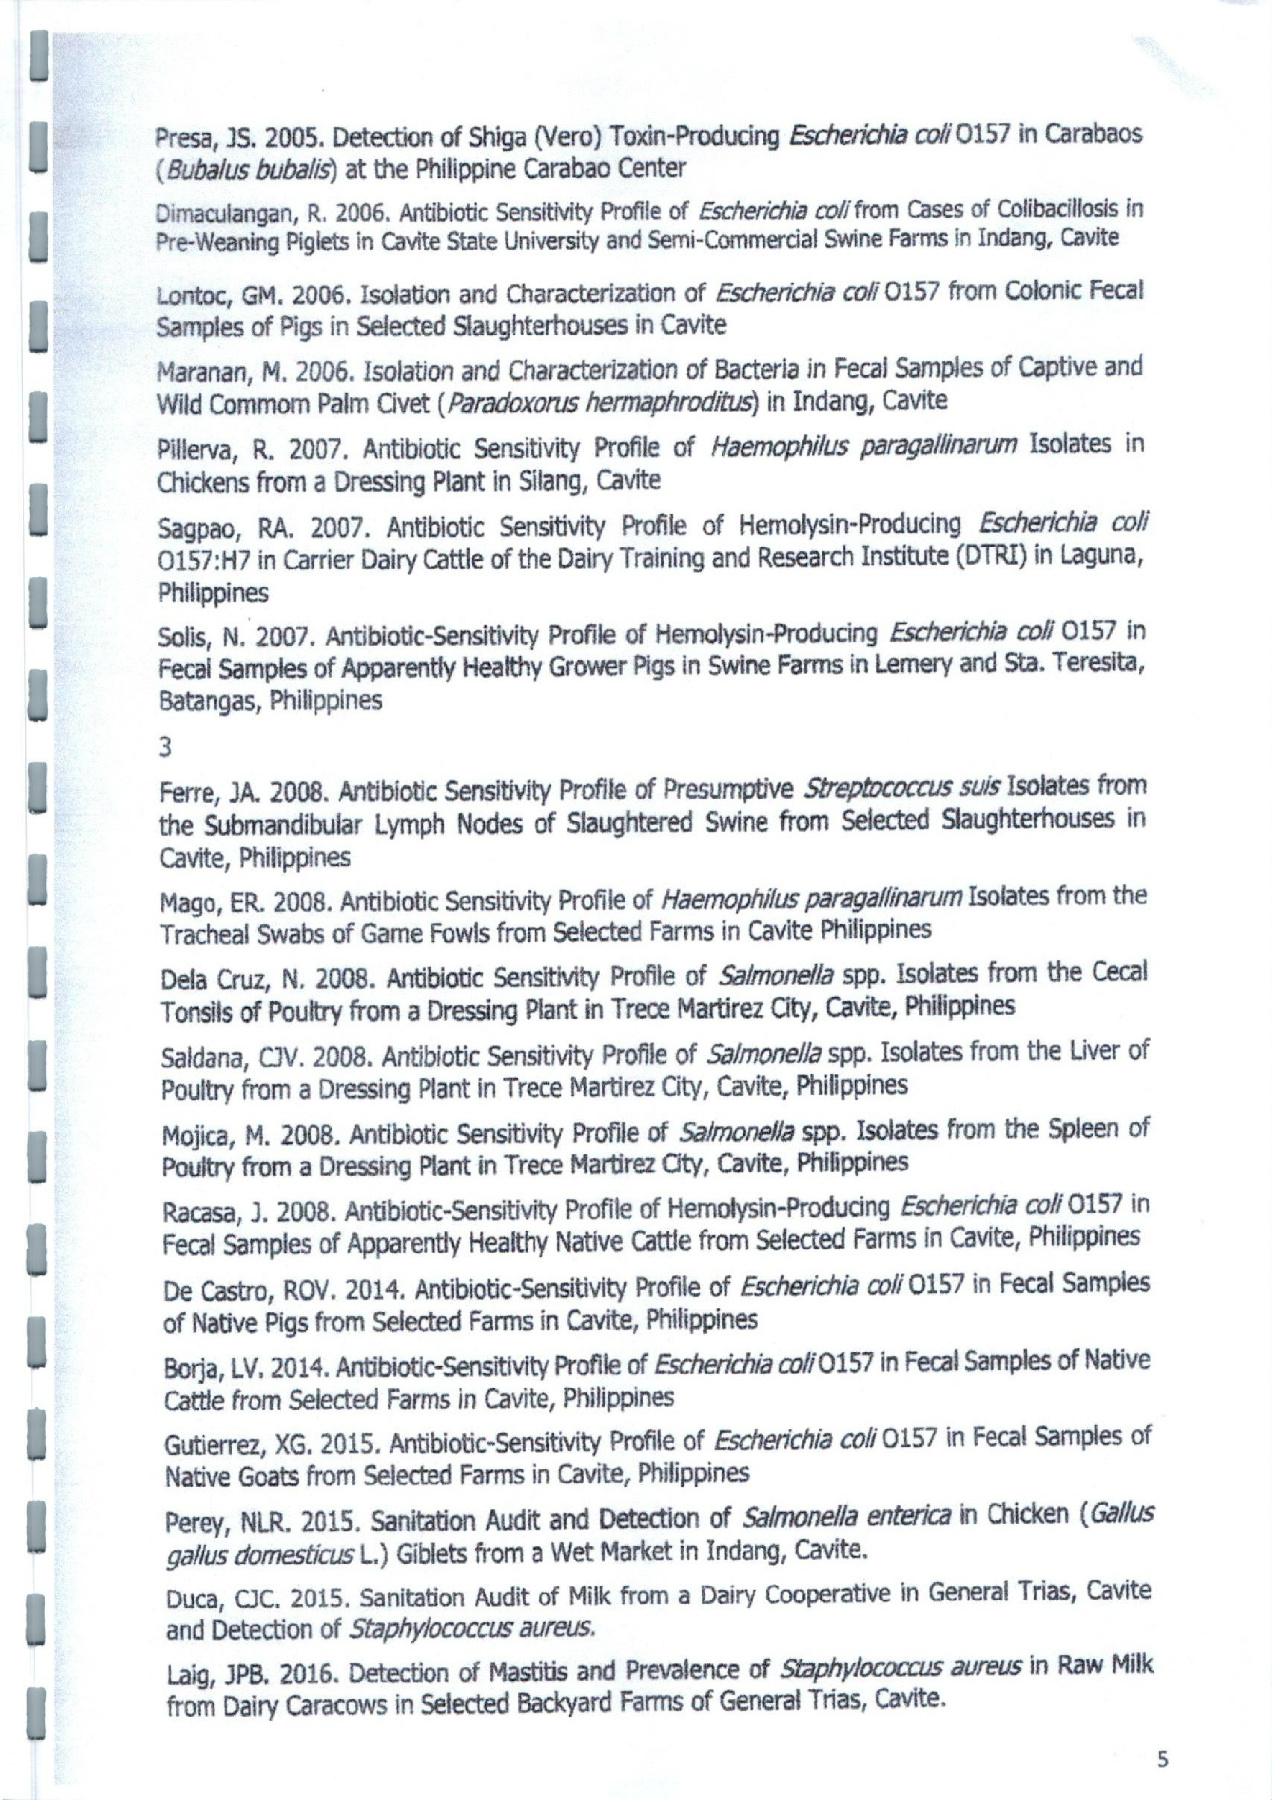 Presa, JS. 2005. Detection of Shiga (Vero) Toxin-Producing Escherichia coli O157 in Carabaos
(Bubalus bubalis) at the Philippine Carabao Center
Dimaculangan, R. 2006. Antibiotic Sensitivity Profile of Escherichia coli from Cases of Colibacillosis in
Pre-Weaning Piglets in Cavite State University and Semi-Commercial Swine Farms in Indang, Cavite
Lontoc, GM. 2006. Isolation and Characterization of Escherichia coli O157 from Colonic Fecal
Samples of Pigs in Selected Slaughterhouses in Cavite
Maranan, M. 2006. Isolation and Characterization of Bacteria in Fecal Samples of Captive and
Wild Commom Palm Civet (Paradoxorus hermaphroditus) in Indang, Cavite
Pillerva, R. 2007. Antibiotic Sensitivity Profile of Haemophilus paragallinarum Isolates in
Chickens from a Dressing Plant in Silang, Cavite
Sagpao, RA. 2007. Antibiotic Sensitivity Profile of Hemolysin-Producing Escherichia coli
O157:H7 in Carrier Dairy Cattle of the Dairy Training and Research Institute (DTRI) in Laguna,
Philippines
Solis, N. 2007. Antibiotic-Sensitivity Profile of Hemolysin-Producing Escherichia coli O157 in
Fecal Samples of Apparently Healthy Grower Pigs in Swine Farms in Lemery and Sta. Teresita,
Batangas, Philippines
3
Ferre, JA. 2008. Antibiotic Sensitivity Profile of Presumptive Streptococcus suis Isolates from
the Submandibular Lymph Nodes of Slaughtered Swine from Selected Slaughterhouses in
Cavite, Philippines
Mago, ER. 2008. Antibiotic Sensitivity Profile of Haemophilus paragallinarum Isolates from the
Tracheal Swabs of Game Fowls from Selected Farms in Cavite Philippines
Dela Cruz, N. 2008. Antibiotic Sensitivity Profile of Salmonella spp. Isolates from the Cecal
Tonsils of Poultry from a Dressing Plant in Trece Martirez City, Cavite, Philippines
Saldana, CJV. 2008. Antibiotic Sensitivity Profile of Salmonella spp. Isolates from the Liver of
Poultry from a Dressing Plant in Trece Martirez City, Cavite, Philippines
Mojica, M. 2008. Antibiotic Sensitivity Profile of Salmonella spp. Isolates from the Spleen of
Poultry from a Dressing Plant in Trece Martirez City, Cavite, Philippines
Racasa, J. 2008. Antibiotic-Sensitivity Profile of Hemolysin-Producing Escherichia coli O157 in
Fecal Samples of Apparently Healthy Native Cattle from Selected Farms in Cavite, Philippines
De Castro, ROV. 2014. Antibiotic-Sensitivity Profile of Escherichia coli O157 in Fecal Samples
of Native Pigs from Selected Farms in Cavite, Philippines
Borja, LV. 2014. Antibiotic-Sensitivity Profile of Escherichia coli O157 in Fecal Samples of Native
Cattle from Selected Farms in Cavite, Philippines
Gutierrez, XG. 2015. Antibiotic-Sensitivity Profile of Escherichia coli O157 in Fecal Samples of
Native Goats from Selected Farms in Cavite, Philippines
Perey, NLR. 2015. Sanitation Audit and Detection of Salmonella enterica in Chicken (Gallus
gallus domesticus L.) Giblets from a Wet Market in Indang, Cavite.
Duca, CJC. 2015. Sanitation Audit of Milk from a Dairy Cooperative in General Trias, Cavite
and Detection of Staphylococcus aureus.
Laig, JPB. 2016. Detection of Mastitis and Prevalence of Staphylococcus aureus in Raw Milk
from Dairy Caracows in Selected Backyard Farms of General Trias, Cavite.
5